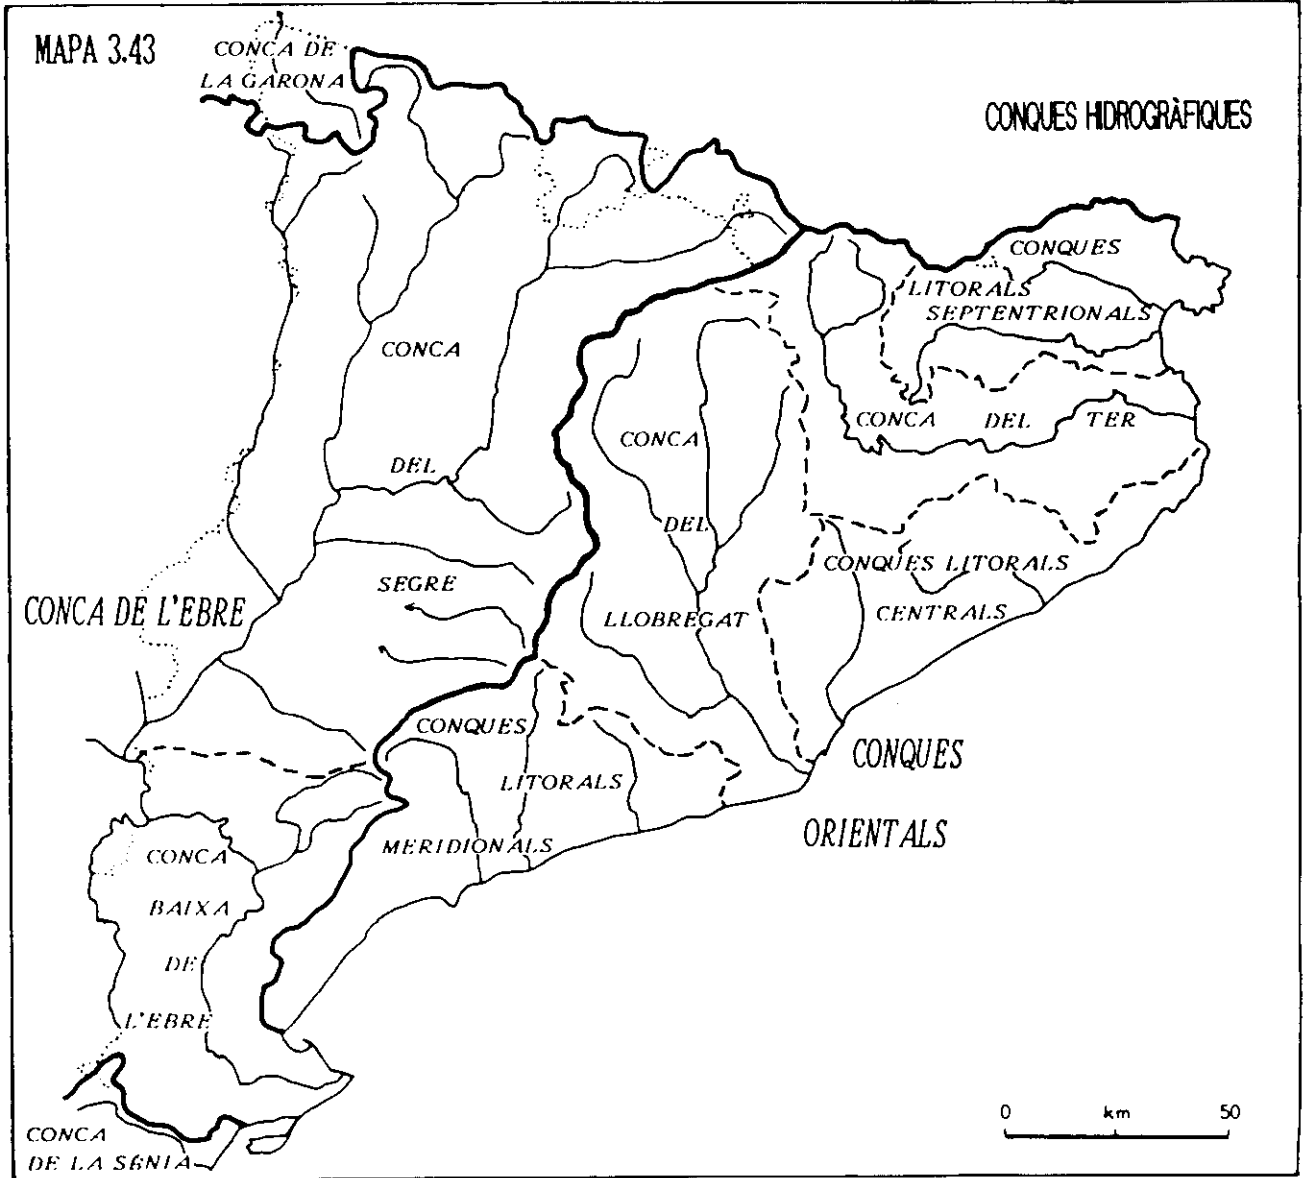 MAPA 3.43
CONCA DE
LA GARONA
CONQUES HIDROGRÀFIQUES
CONQUES
LITORALS
SEPTENTRIONALS
CONCA
DEL
SEGRE
CONCA DEL TER
CONCA
DEL
LLOBREGAT
CONQUES LITORALS
CENTRALS
CONCA DE L'EBRE
CONQUES
LITORALS
MERIDIONALS
CONQUES
ORIENTALS
CONCA
BAIXA
DE
L'EBRE
CONCA
DE LA SÉNIA
0 km 50